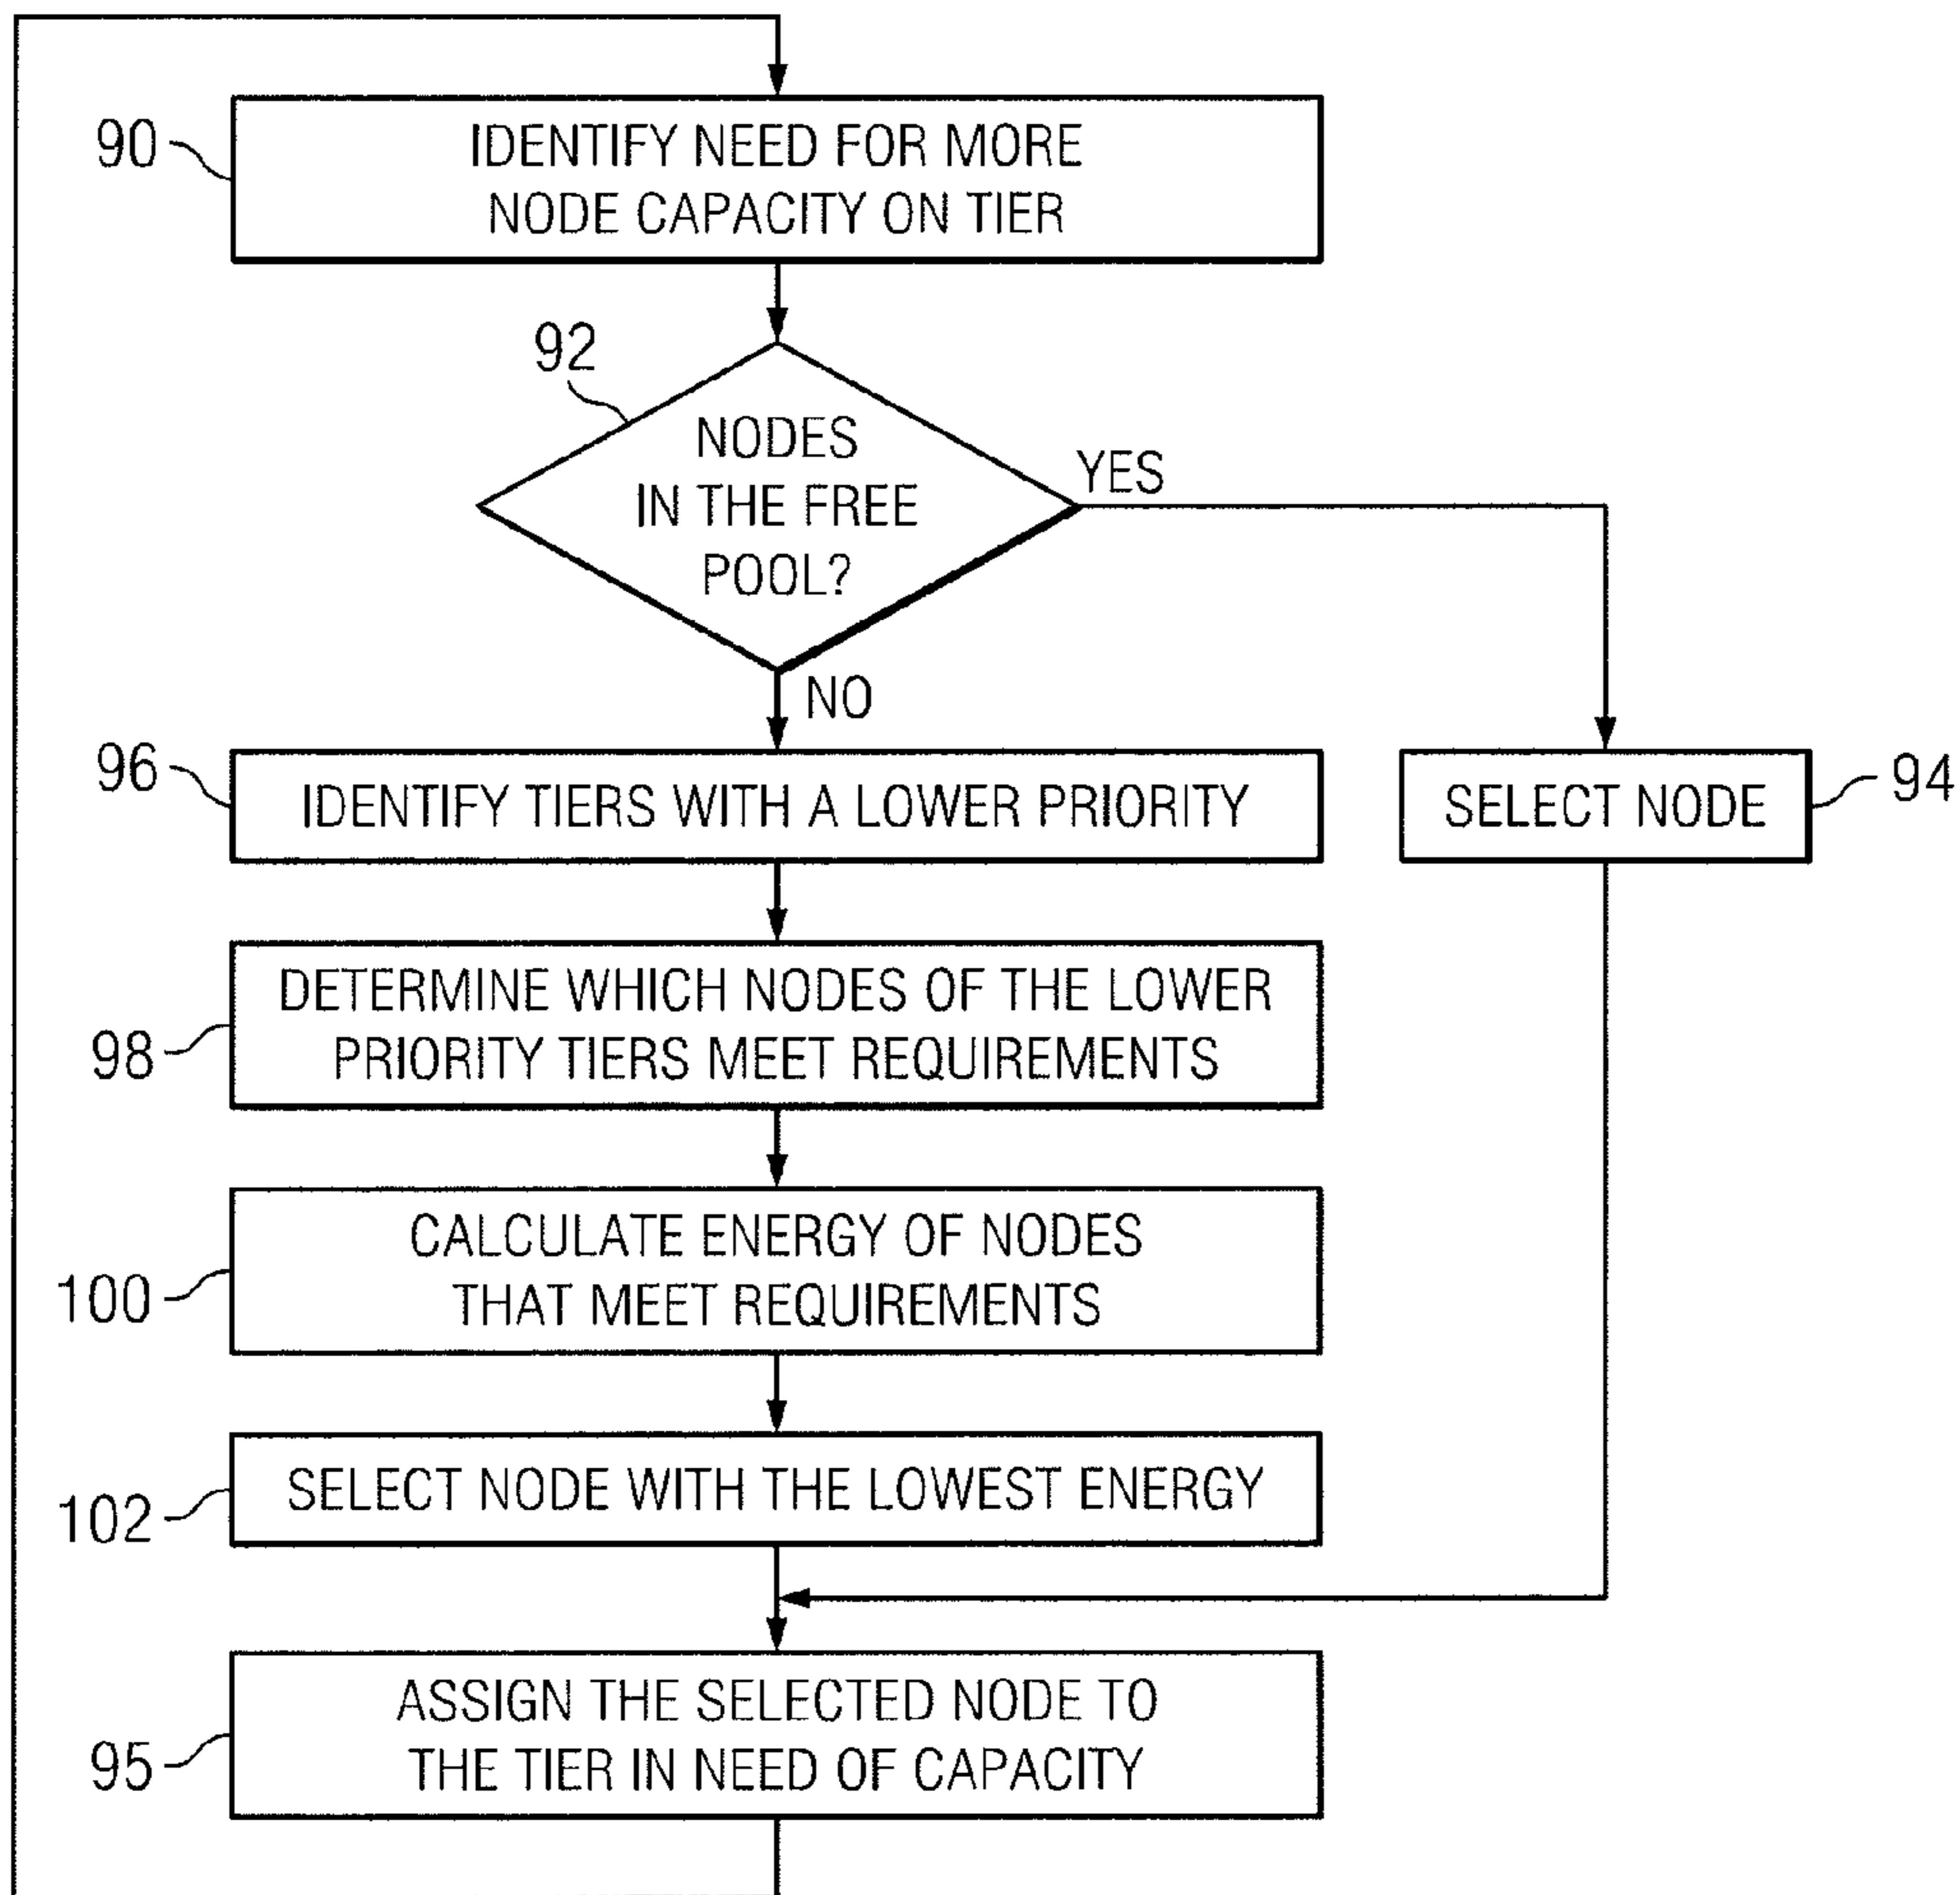 90
IDENTIFY NEED FOR MORE
NODE CAPACITY ON TIER
92
NODES
IN THE FREE
POOL?
YES
NO
96
IDENTIFY TIERS WITH A LOWER PRIORITY
SELECT NODE
94
98
DETERMINE WHICH NODES OF THE LOWER
PRIORITY TIERS MEET REQUIREMENTS
100
CALCULATE ENERGY OF NODES
THAT MEET REQUIREMENTS
102
SELECT NODE WITH THE LOWEST ENERGY
95
ASSIGN THE SELECTED NODE TO
THE TIER IN NEED OF CAPACITY